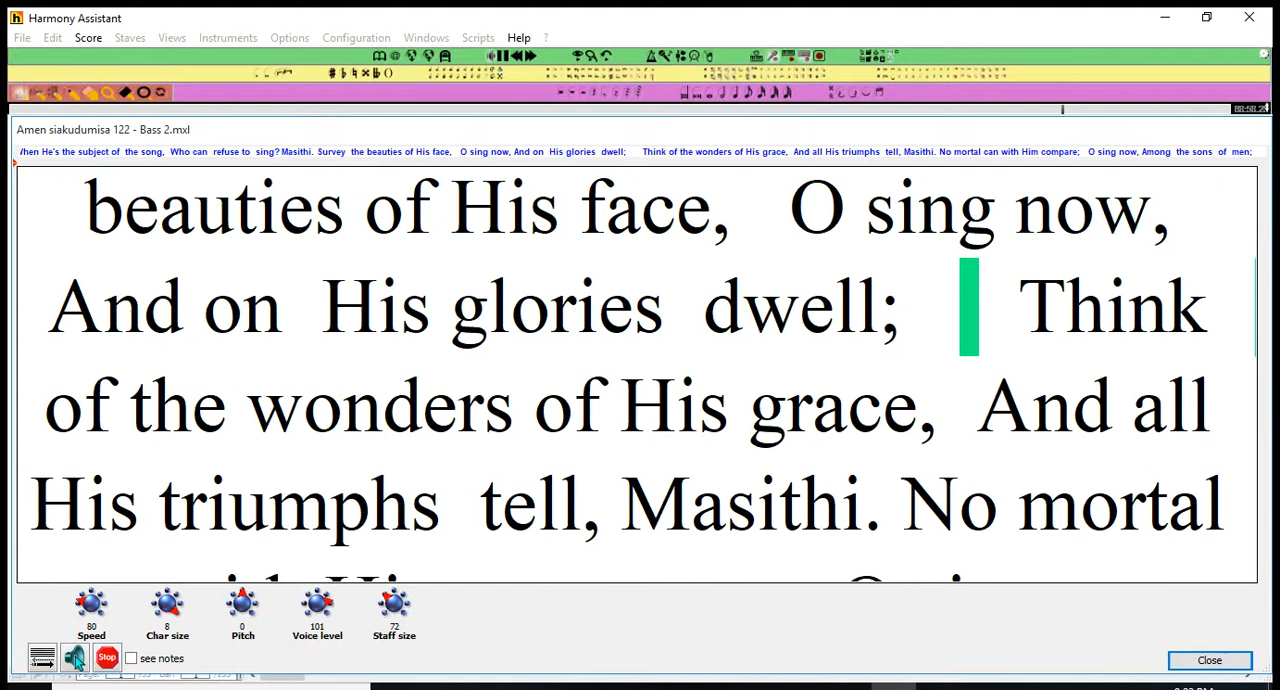 Harmony Assistant
File Edit Score Staves Views Instruments Options Configuration Windows Scripts Help ?
Amen siakudumisa 122 - Bass 2.mxl
When He's the subject of the song, Who can refuse to sing? Masithi. Survey the beauties of His face, O sing now, And on His glories dwell; Think of the wonders of His grace, And all His triumphs tell, Masithi. No mortal can with Him compare; O sing now, Among the sons of men;
beauties of His face, O sing now,
And on His glories dwell; Think
of the wonders of His grace, And all
His triumphs tell, Masithi. No mortal
80 8 0 101 72
Speed Char size Pitch Voice level Staff size
Stop see notes Close